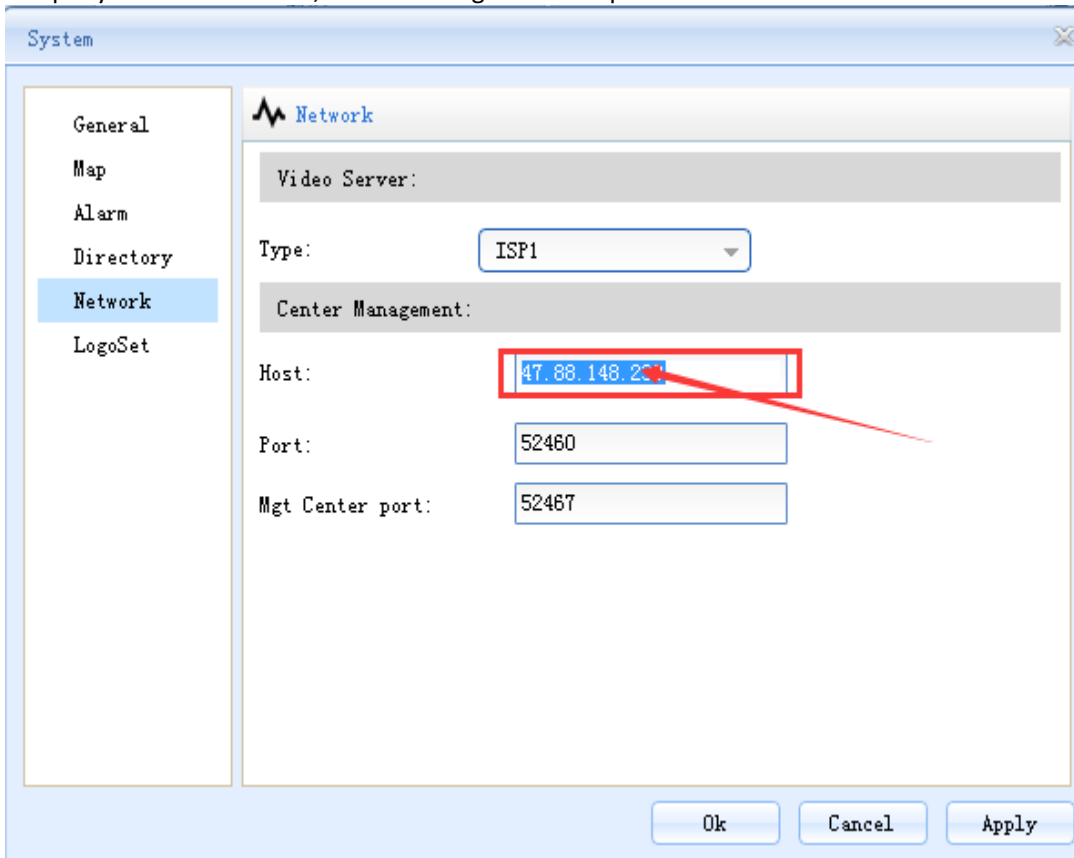 System
General
Map
Alarm
Directory
Network
LogoSet
Network
Video Server:
Type: ISP1
Center Management:
Host:
Port: 52460
Mgt Center port: 52467
Ok Cancel Apply